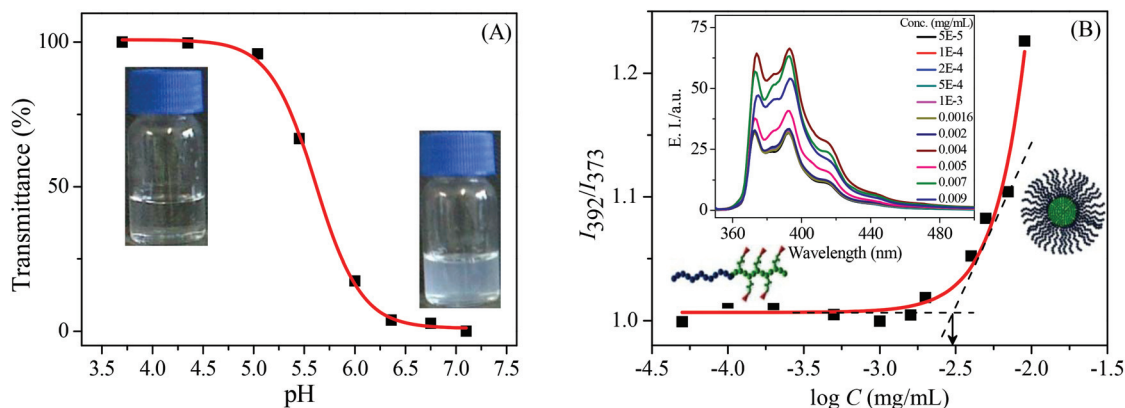 (A)
Transmittance (%)
100
50
0
3.5 4.0 4.5 5.0 5.5 6.0 6.5 7.0 7.5
pH
(B)
I392/I373
1.2
1.1
1.0
-4.5 -4.0 -3.5 -3.0 -2.5 -2.0 -1.5
log C (mg/mL)
E. I./a.u.
75
50
25
0
360 400 440 480
Wavelength (nm)
Conc. (mg/mL)
5E-5
1E-4
2E-4
5E-4
1E-3
0.0016
0.002
0.004
0.005
0.007
0.009